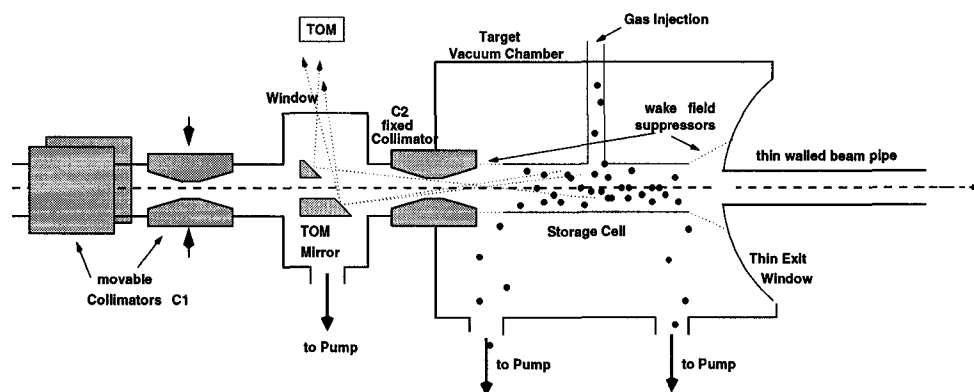 Gas Injection
TOM
Target
Vacuum Chamber
Window
C2
fixed
Collimator
wake field
suppressors
thin walled beam pipe
TOM
Mirror
Storage Cell
movable
Collimators C1
Thin Exit
Window
to Pump
to Pump
to Pump